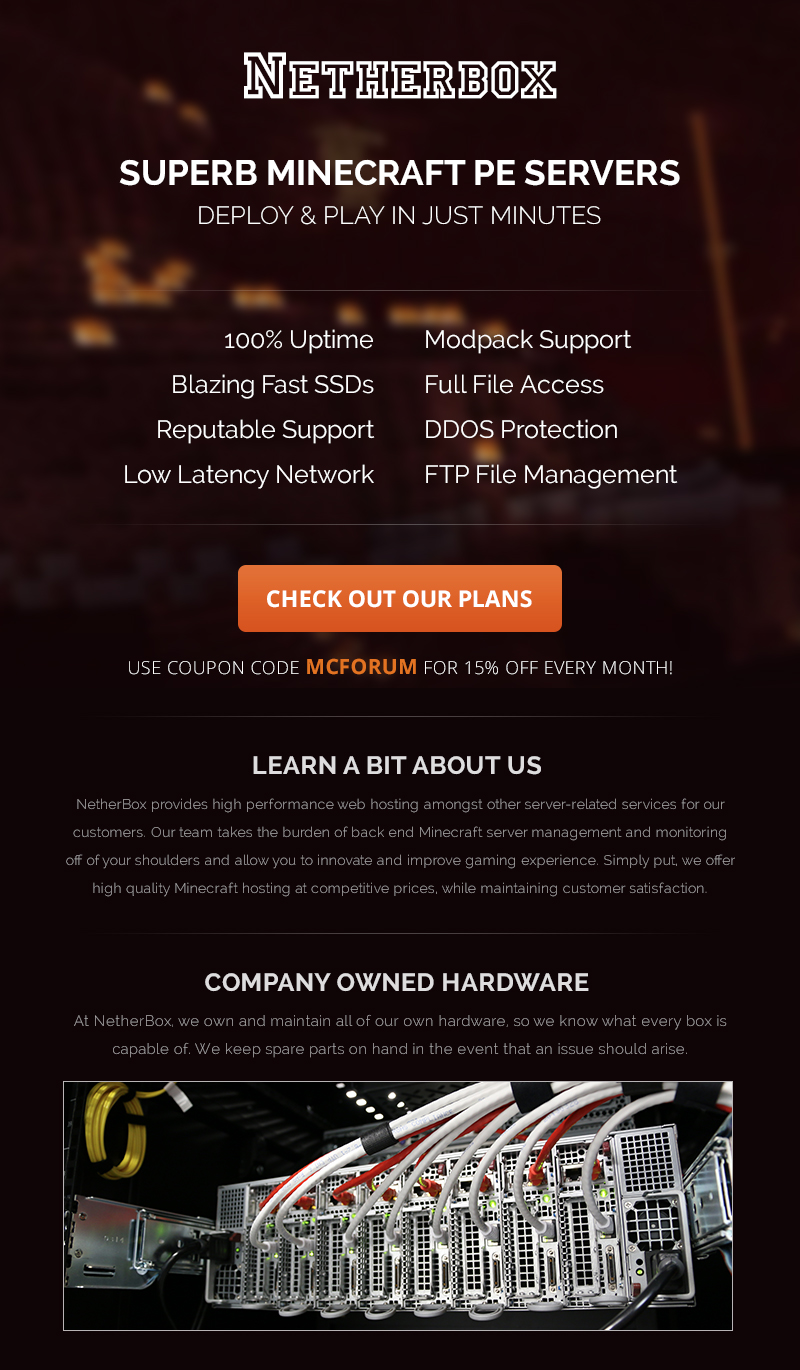 NETHERBOX
SUPERB MINECRAFT PE SERVERS
DEPLOY & PLAY IN JUST MINUTES
100% Uptime
Modpack Support
Blazing Fast SSDs
Full File Access
Reputable Support
DDOS Protection
Low Latency Network
FTP File Management
CHECK OUT OUR PLANS
USE COUPON CODE MCFORUM FOR 15% OFF EVERY MONTH!
LEARN A BIT ABOUT US
NetherBox provides high performance web hosting amongst other server-related services for our
customers. Our team takes the burden of back end Minecraft server management and monitoring
off of your shoulders and allow you to innovate and improve gaming experience. Simply put, we offer
high quality Minecraft hosting at competitive prices, while maintaining customer satisfaction.
COMPANY OWNED HARDWARE
At NetherBox, we own and maintain all of our own hardware, so we know what every box is
capable of. We keep spare parts on hand in the event that an issue should arise.